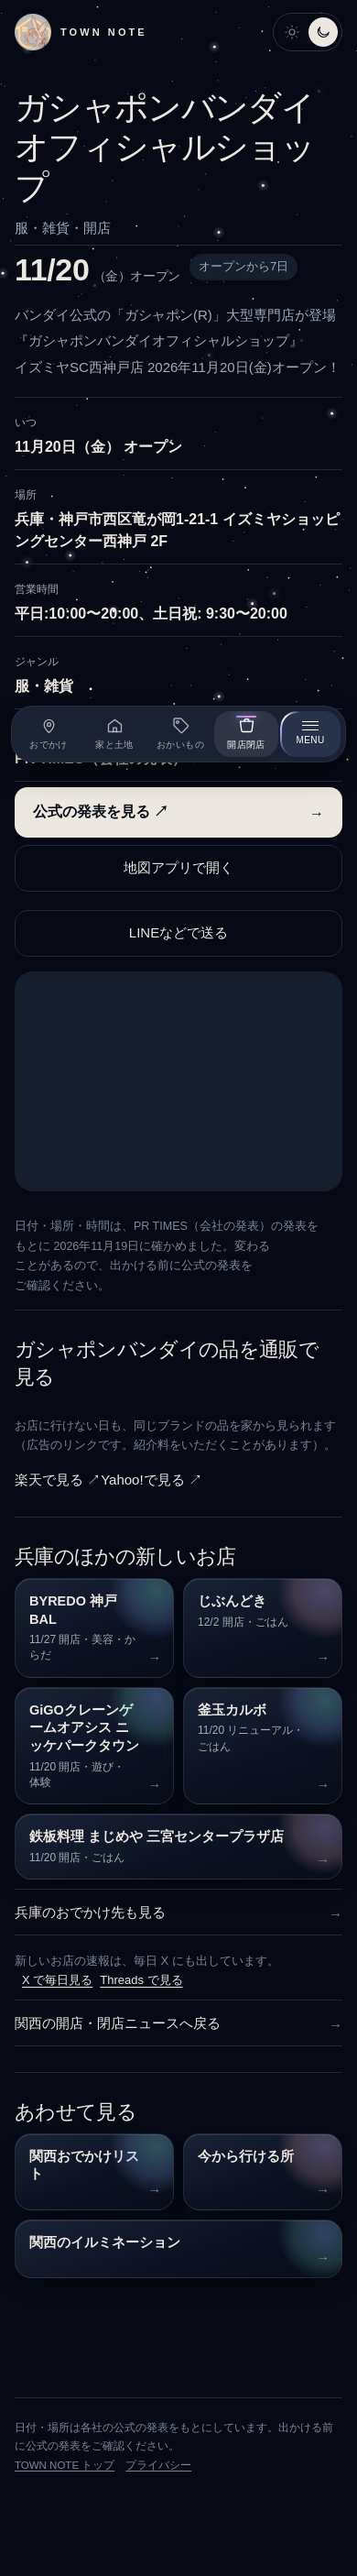 TOWN NOTE
ガシャポンバンダイ
オフィシャルショッ
プ
服・雑貨・開店
11/20 （金）オープン オープンから7日
バンダイ公式の「ガシャポン(R)」大型専門店が登場
『ガシャポンバンダイオフィシャルショップ』
イズミヤSC西神戸店 2026年11月20日(金)オープン！
いつ
11月20日（金） オープン
場所
兵庫・神戸市西区竜が岡1-21-1 イズミヤショッピ
ングセンター西神戸 2F
営業時間
平日:10:00〜20:00、土日祝: 9:30〜20:00
ジャンル
服・雑貨
おでかけ 家と土地 おかいもの 開店閉店 MENU
公式の発表を見る ↗ →
地図アプリで開く
LINEなどで送る
日付・場所・時間は、PR TIMES（会社の発表）の発表を
もとに 2026年11月19日に確かめました。変わる
ことがあるので、出かける前に公式の発表を
ご確認ください。
ガシャポンバンダイの品を通販で
見る
お店に行けない日も、同じブランドの品を家から見られます
（広告のリンクです。紹介料をいただくことがあります）。
楽天で見る ↗Yahoo!で見る ↗
兵庫のほかの新しいお店
BYREDO 神戸
BAL
11/27 開店・美容・か
らだ →
じぶんどき
12/2 開店・ごはん
→
GiGOクレーンゲ
ームオアシス ニ
ッケパークタウン
11/20 開店・遊び・
体験 →
釜玉カルボ
11/20 リニューアル・
ごはん
→
鉄板料理 まじめや 三宮センタープラザ店
11/20 開店・ごはん →
兵庫のおでかけ先も見る →
新しいお店の速報は、毎日 X にも出しています。
X で毎日見る Threads で見る
関西の開店・閉店ニュースへ戻る →
あわせて見る
関西おでかけリス
ト →
今から行ける所
→
関西のイルミネーション
→
日付・場所は各社の公式の発表をもとにしています。出かける前
に公式の発表をご確認ください。
TOWN NOTE トップ プライバシー